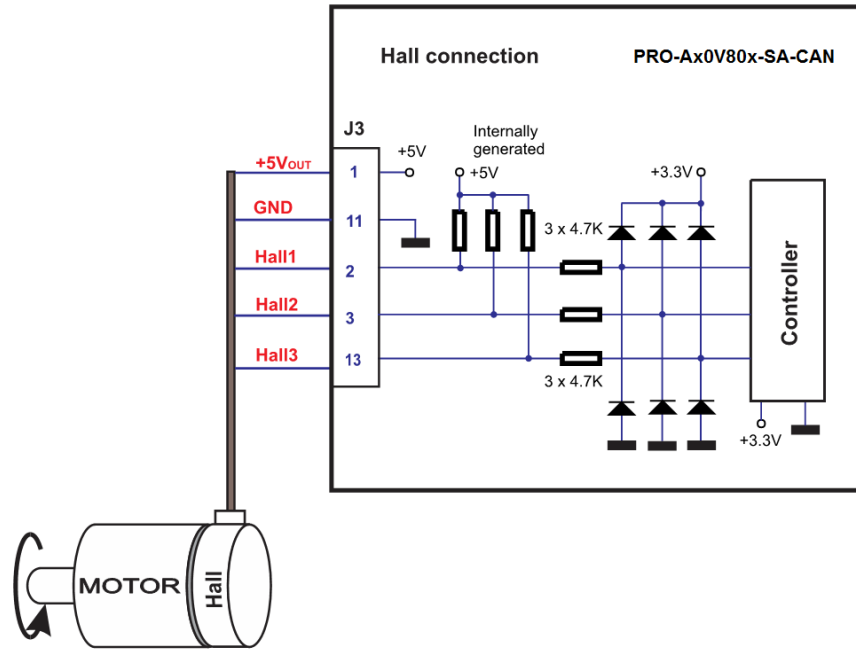 Hall connection
PRO-Ax0V80x-SA-CAN
J3
Internally
generated
+5V
+5V
+3.3V
+5VOUT
1
GND
11
3 x 4.7K
Hall1
2
Hall2
3
Hall3
13
3 x 4.7K
Controller
+3.3V
MOTOR
Hall